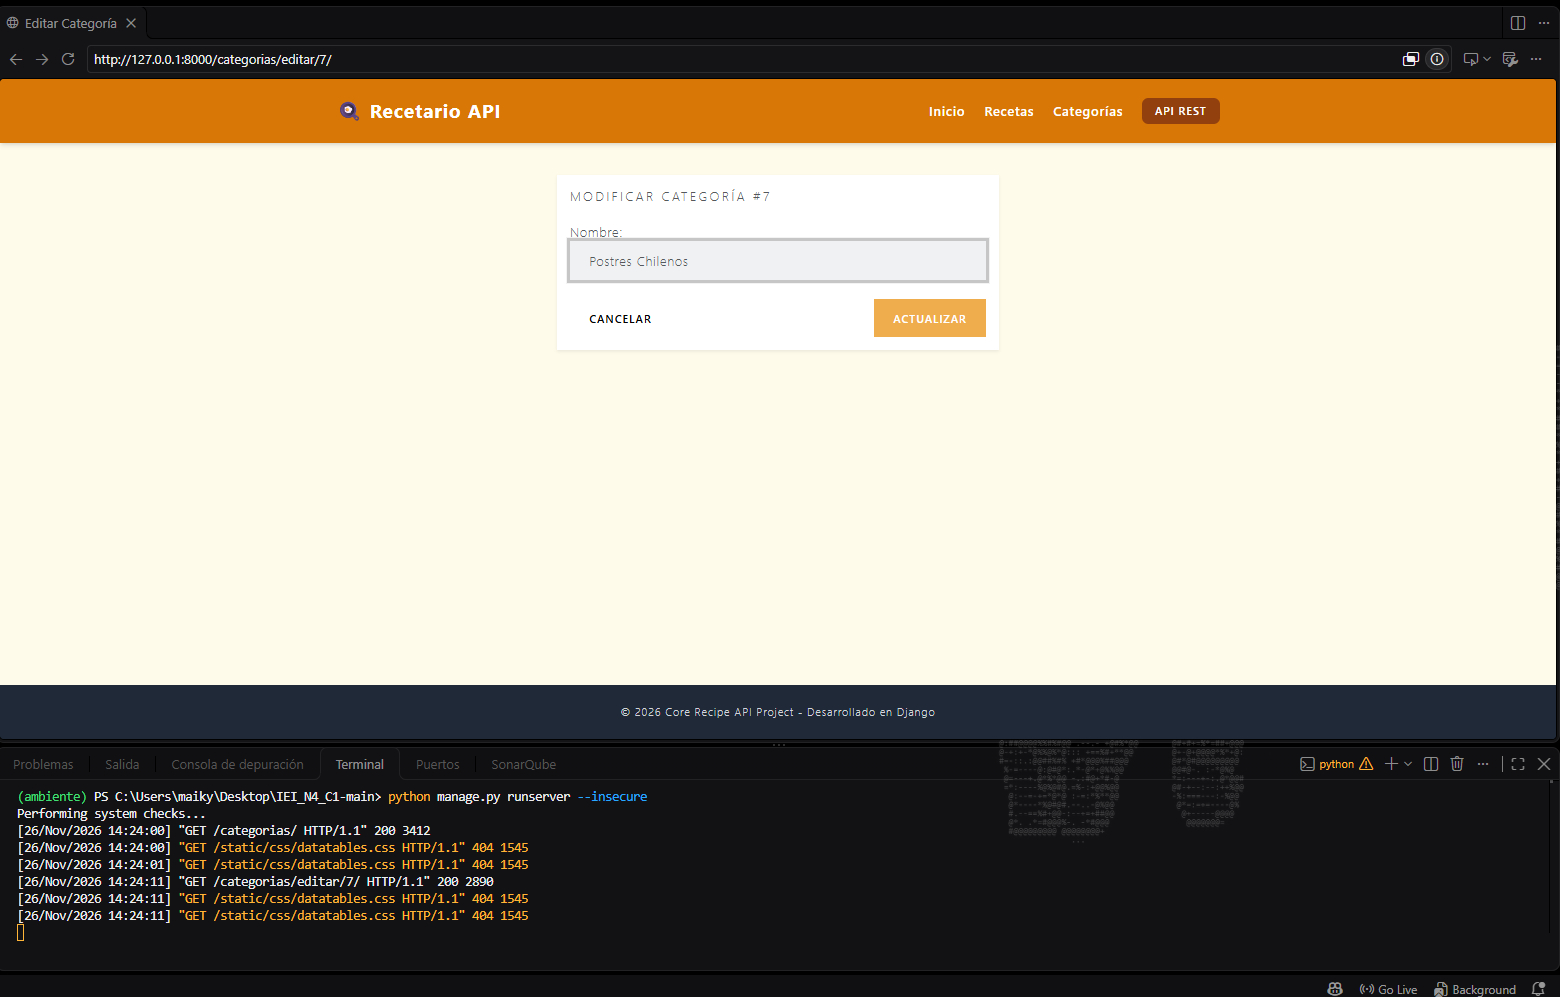 Editar Categoría
http://127.0.0.1:8000/categorias/editar/7/
Recetario API
Inicio Recetas Categorías API REST
MODIFICAR CATEGORÍA #7
Nombre:
Postres Chilenos
CANCELAR ACTUALIZAR
© 2026 Core Recipe API Project - Desarrollado en Django
Problemas Salida Consola de depuración Terminal Puertos SonarQube python
(ambiente) PS C:\Users\maiky\Desktop\IEI_N4_C1-main> python manage.py runserver --insecure
Performing system checks...
[26/Nov/2026 14:24:00] "GET /categorias/ HTTP/1.1" 200 3412
[26/Nov/2026 14:24:00] "GET /static/css/datatables.css HTTP/1.1" 404 1545
[26/Nov/2026 14:24:01] "GET /static/css/datatables.css HTTP/1.1" 404 1545
[26/Nov/2026 14:24:11] "GET /categorias/editar/7/ HTTP/1.1" 200 2890
[26/Nov/2026 14:24:11] "GET /static/css/datatables.css HTTP/1.1" 404 1545
[26/Nov/2026 14:24:11] "GET /static/css/datatables.css HTTP/1.1" 404 1545
Go Live Background